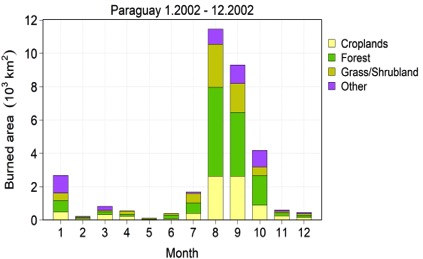 Paraguay 1.2002 - 12.2002
Burned area (10³ km²)
12
10
8
6
4
2
0
1 2 3 4 5 6 7 8 9 10 11 12
Month
Croplands
Forest
Grass/Shrubland
Other